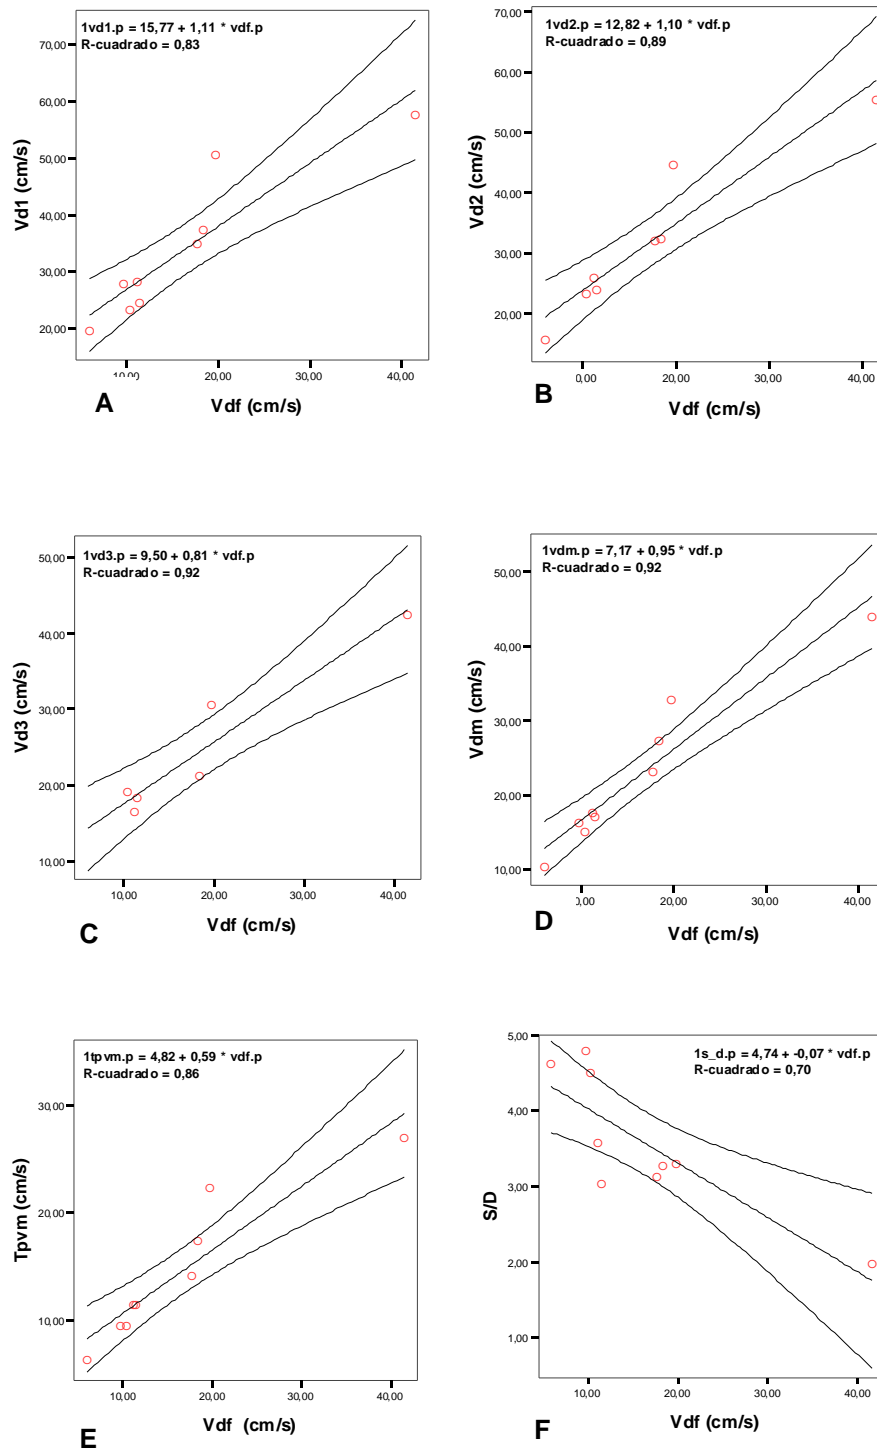 1vd1.p = 15,77 + 1,11 * vdf.p
R-cuadrado = 0,83
70,00
60,00
50,00
40,00
30,00
20,00
Vd1 (cm/s)
10,00 20,00 30,00 40,00
Vdf (cm/s)
A
1vd2.p = 12,82 + 1,10 * vdf.p
R-cuadrado = 0,89
70,00
60,00
50,00
40,00
30,00
20,00
Vd2 (cm/s)
0,00 20,00 30,00 40,00
Vdf (cm/s)
B
1vd3.p = 9,50 + 0,81 * vdf.p
R-cuadrado = 0,92
50,00
40,00
30,00
20,00
10,00
Vd3 (cm/s)
10,00 20,00 30,00 40,00
Vdf (cm/s)
C
1vdm.p = 7,17 + 0,95 * vdf.p
R-cuadrado = 0,92
50,00
40,00
30,00
20,00
10,00
Vdm (cm/s)
0,00 20,00 30,00 40,00
Vdf (cm/s)
D
1tpvm.p = 4,82 + 0,59 * vdf.p
R-cuadrado = 0,86
30,00
20,00
10,00
Tpvm (cm/s)
10,00 20,00 30,00 40,00
Vdf (cm/s)
E
1s_d.p = 4,74 + -0,07 * vdf.p
R-cuadrado = 0,70
5,00
4,00
3,00
2,00
1,00
S/D
10,00 20,00 30,00 40,00
Vdf (cm/s)
F